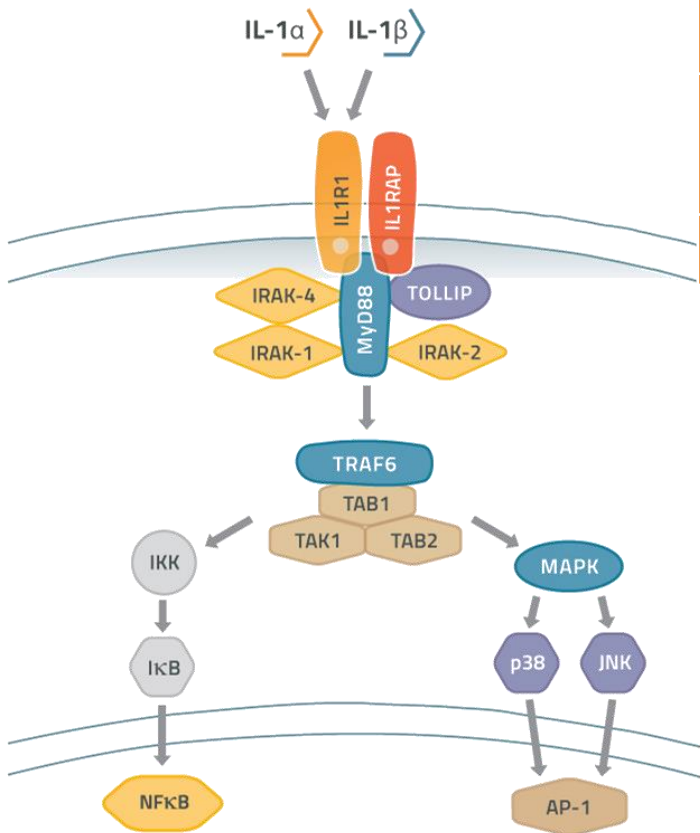 IL-1α IL-1β
IL1R1
IL1RAP
IRAK-4
MyD88
TOLLIP
IRAK-1
IRAK-2
TRAF6
TAB1
TAK1
TAB2
IKK
MAPK
IκB
p38
JNK
NFκB
AP-1